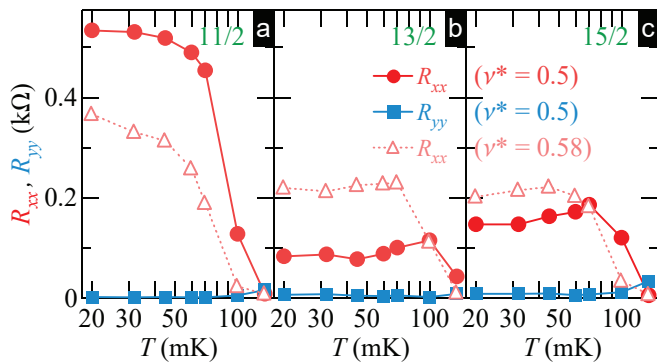 a b c
11/2 13/2 15/2
R_xx (ν* = 0.5)
R_yy (ν* = 0.5)
R_xx (ν* = 0.58)
R_xx, R_yy (kΩ)
0.4
0.2
0
20 30 50 100 20 30 50 100 20 30 50 100
T (mK) T (mK) T (mK)